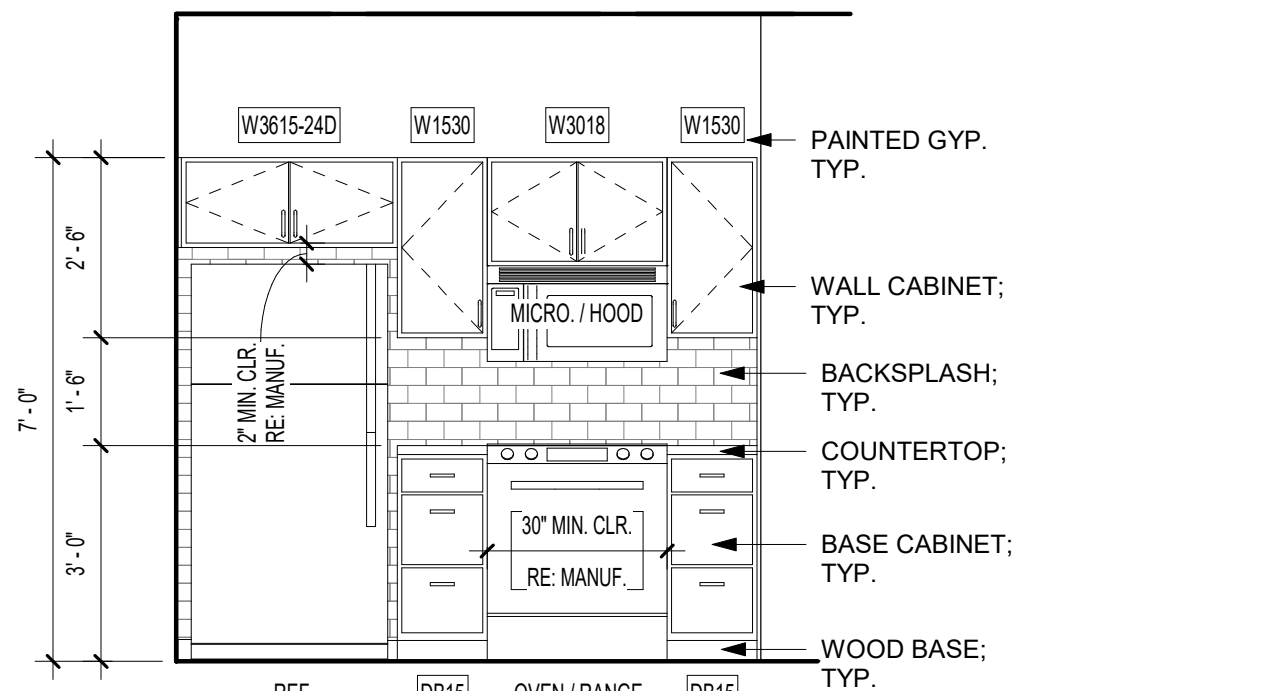 W3615-24D
W1530
W3018
W1530
PAINTED GYP.
TYP.
2' - 6"
WALL CABINET;
TYP.
MICRO. / HOOD
2" MIN. CLR.
RE: MANUF.
7' - 0"
1' - 6"
BACKSPLASH;
TYP.
COUNTERTOP;
TYP.
3' - 0"
30" MIN. CLR.
RE: MANUF.
BASE CABINET;
TYP.
WOOD BASE;
TYP.
REF.
DB15
OVEN / RANGE
DB15